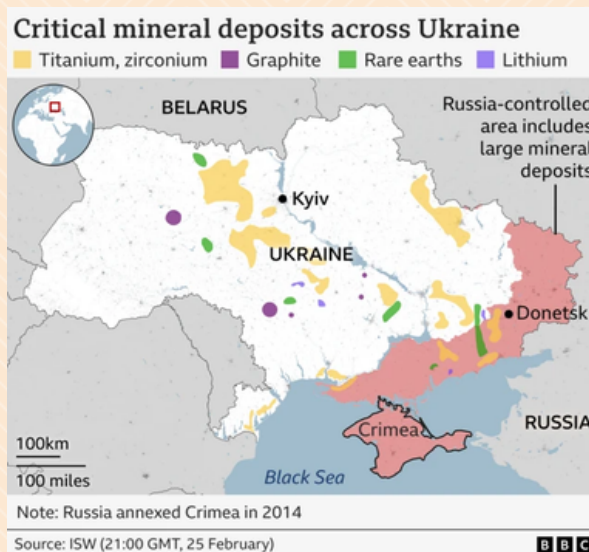 Critical mineral deposits across Ukraine
Titanium, zirconium Graphite Rare earths Lithium
BELARUS
Russia-controlled
area includes
large mineral
deposits
Kyiv
UKRAINE
Donetsk
RUSSIA
Crimea
100km
100 miles
Black Sea
Note: Russia annexed Crimea in 2014
Source: ISW (21:00 GMT, 25 February)
BBC